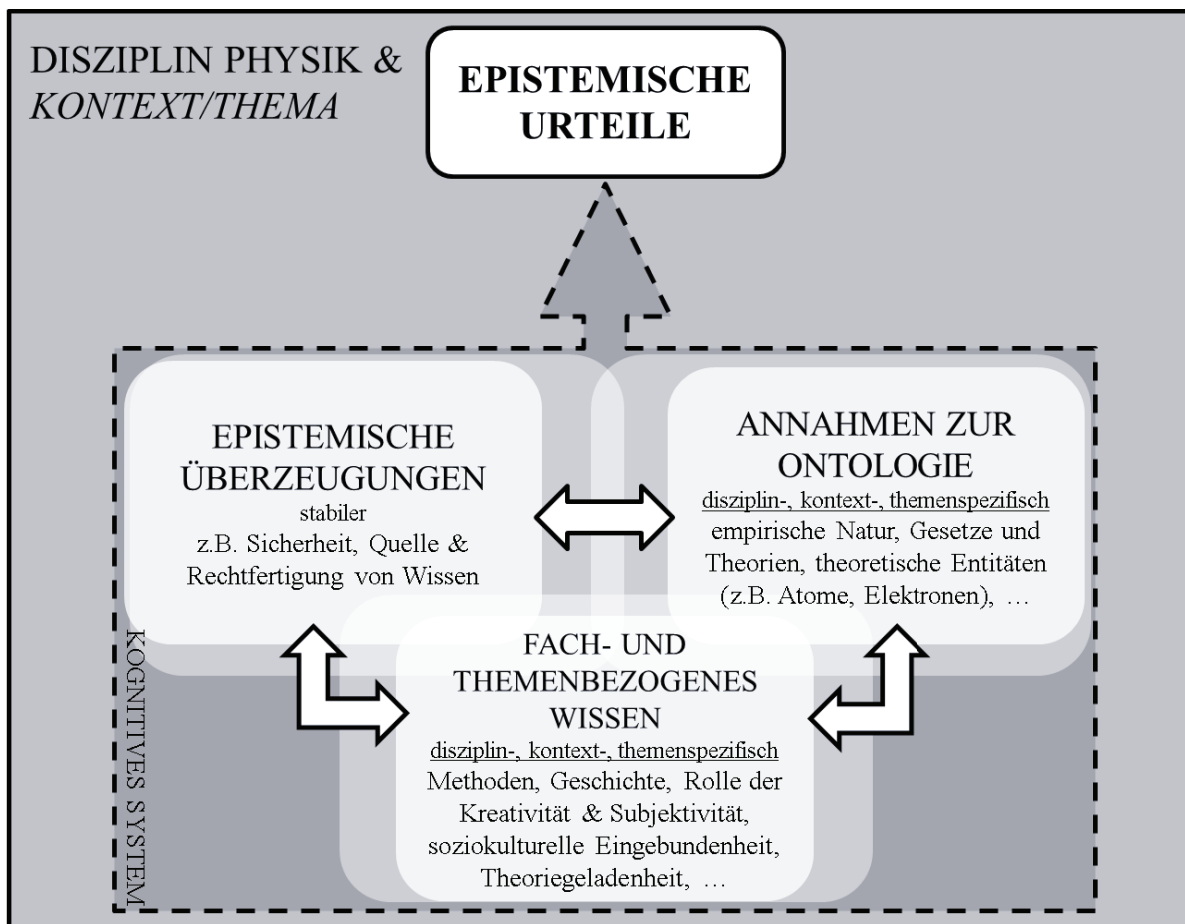 DISZIPLIN PHYSIK &
KONTEXT/THEMA
EPISTEMISCHE
URTEILE
EPISTEMISCHE
ÜBERZEUGUNGEN
stabiler
z.B. Sicherheit, Quelle &
Rechtfertigung von Wissen
ANNAHMEN ZUR
ONTOLOGIE
disziplin-, kontext-, themenspezifisch
empirische Natur, Gesetze und
Theorien, theoretische Entitäten
(z.B. Atome, Elektronen), …
FACH- UND
THEMENBEZOGENES
WISSEN
disziplin-, kontext-, themenspezifisch
Methoden, Geschichte, Rolle der
Kreativität & Subjektivität,
soziokulturelle Eingebundenheit,
Theoriegeladenheit, …
KOGNITIVES SYSTEM